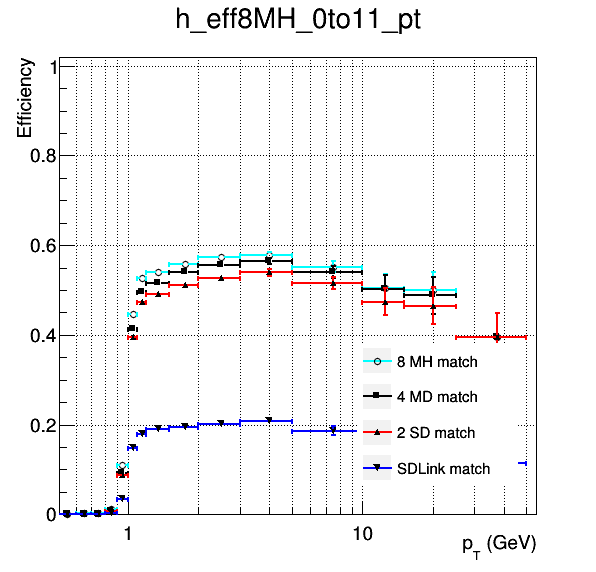 h_eff8MH_0to11_pt
Efficiency
1
0.8
0.6
0.4
0.2
0
8 MH match
4 MD match
2 SD match
SDLink match
1
10
p_T (GeV)